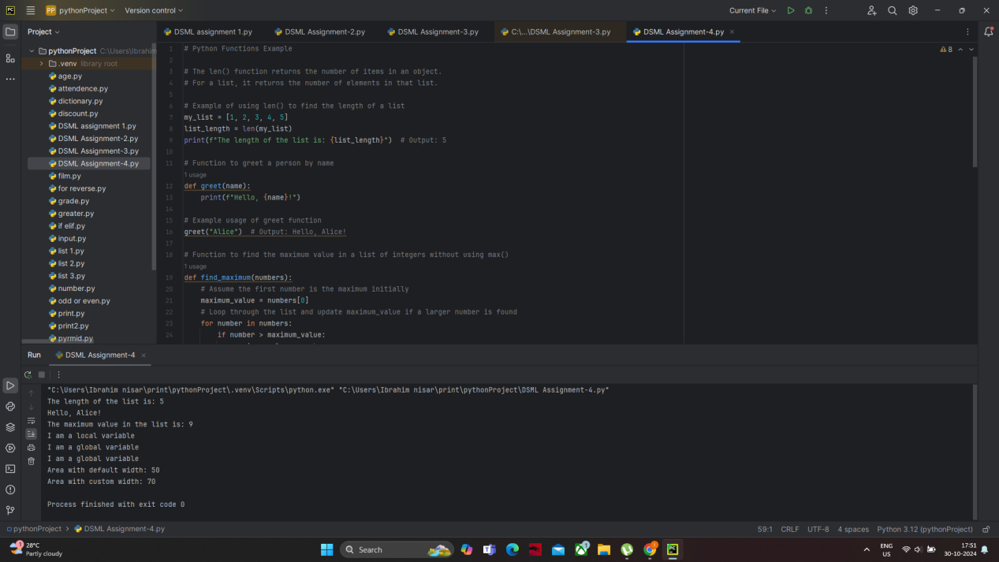 PC
PP pythonProject
Version control
Current File
Project
DSML assignment 1.py
DSML Assignment-2.py
DSML Assignment-3.py
C:\...\DSML Assignment-3.py
DSML Assignment-4.py
pythonProject C:\Users\Ibrahim
.venv library root
age.py
attendence.py
dictionary.py
discount.py
DSML assignment 1.py
DSML Assignment-2.py
DSML Assignment-3.py
DSML Assignment-4.py
film.py
for reverse.py
grade.py
greater.py
if elif.py
input.py
list 1.py
list 2.py
list 3.py
number.py
odd or even.py
print.py
print2.py
pyrmid.py
8
1 # Python Functions Example
2
3 # The len() function returns the number of items in an object.
4 # For a list, it returns the number of elements in that list.
5
6 # Example of using len() to find the length of a list
7 my_list = [1, 2, 3, 4, 5]
8 list_length = len(my_list)
9 print(f"The length of the list is: {list_length}")  # Output: 5
10
11 # Function to greet a person by name
1 usage
12 def greet(name):
13     print(f"Hello, {name}!")
14
15 # Example usage of greet function
16 greet("Alice")  # Output: Hello, Alice!
17
18 # Function to find the maximum value in a list of integers without using max()
1 usage
19 def find_maximum(numbers):
20     # Assume the first number is the maximum initially
21     maximum_value = numbers[0]
22     # Loop through the list and update maximum_value if a larger number is found
23     for number in numbers:
24         if number > maximum_value:
Run
DSML Assignment-4
"C:\Users\Ibrahim nisar\print\pythonProject\.venv\Scripts\python.exe" "C:\Users\Ibrahim nisar\print\pythonProject\DSML Assignment-4.py"
The length of the list is: 5
Hello, Alice!
The maximum value in the list is: 9
I am a local variable
I am a global variable
I am a global variable
Area with default width: 50
Area with custom width: 70
Process finished with exit code 0
pythonProject > DSML Assignment-4.py
59:1 CRLF UTF-8 4 spaces Python 3.12 (pythonProject)
1
28°C
Partly cloudy
Search
1
PC
ENG
US
17:51
30-10-2024